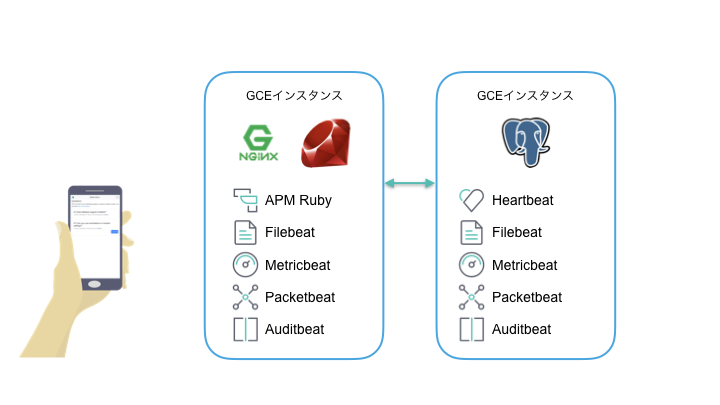 GCEインスタンス
NGINX
APM Ruby
Filebeat
Metricbeat
Packetbeat
Auditbeat
GCEインスタンス
Heartbeat
Filebeat
Metricbeat
Packetbeat
Auditbeat